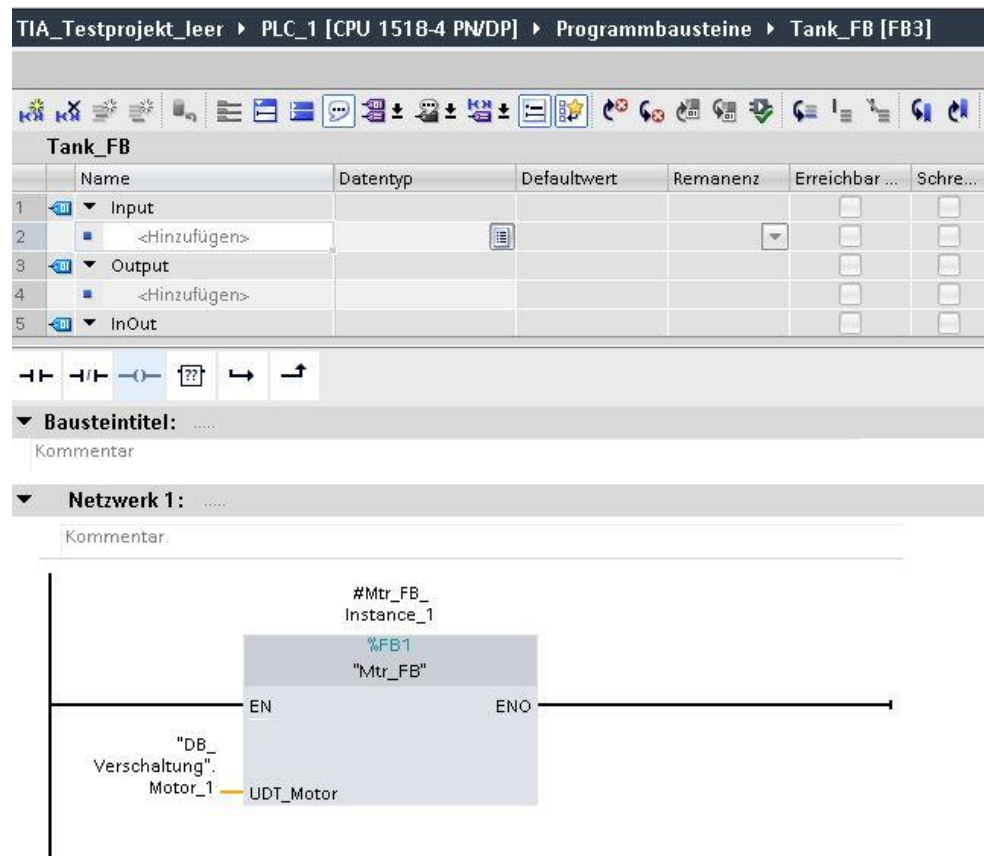 TIA_Testprojekt_leer ▸ PLC_1 [CPU 1518-4 PN/DP] ▸ Programmbausteine ▸ Tank_FB [FB3]
Tank_FB
Name Datentyp Defaultwert Remanenz Erreichbar ... Schre...
1 Input
2 <Hinzufügen>
3 Output
4 <Hinzufügen>
5 InOut
??
Bausteintitel: .....
Kommentar
Netzwerk 1: .....
Kommentar
#Mtr_FB_
Instance_1
%FB1
"Mtr_FB"
EN ENO
"DB_
Verschaltung".
Motor_1 UDT_Motor